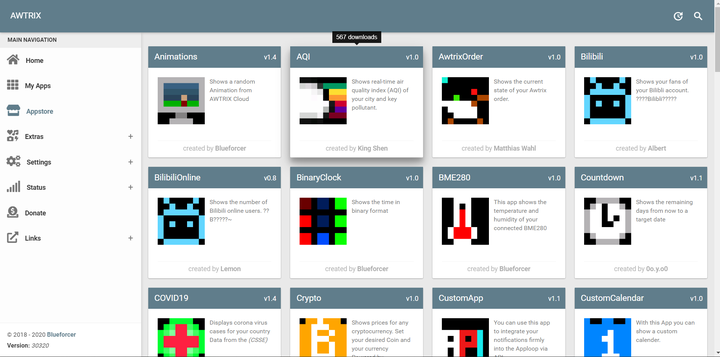 AWTRIX
567 downloads
MAIN NAVIGATION
Home
My Apps
Appstore
Extras +
Settings +
Status +
Donate
Links +
© 2018 - 2020 Blueforcer
Version: 30320
Animations v1.4
Shows a random
Animation from
AWTRIX Cloud
created by Blueforcer
AQI v1.0
Shows real-time air
quality index (AQI) of
your city and key
pollutant.
created by King Shen
AwtrixOrder v1.0
Shows the current
state of your Awtrix
order.
created by Matthias Wahl
Bilibili v1.0
Shows your fans of
your Bilibili account.
????Bilibili?????
created by Albert
BilibiliOnline v0.8
Shows the number of
Bilibili online users. ??
B?????~
created by Lemon
BinaryClock v1.0
Shows the time in
binary format
created by Blueforcer
BME280 v1.0
This app shows the
temperature and
humidity of your
connected BME280
created by Blueforcer
Countdown v1.1
Shows the remaining
days from now to a
target date
created by 0o.y.o0
COVID19 v1.4
Displays corona virus
cases for your country
Data from the (CSSE)
Crypto v1.0
Shows prices for any
cryptocurrency. Set
your desired Coin and
your currency
CustomApp v1.1
You can use this app
to integrate your
notifications firmly
into the Apploop via
CustomCalendar v1.0
With this App you can
show a custom
calendar.